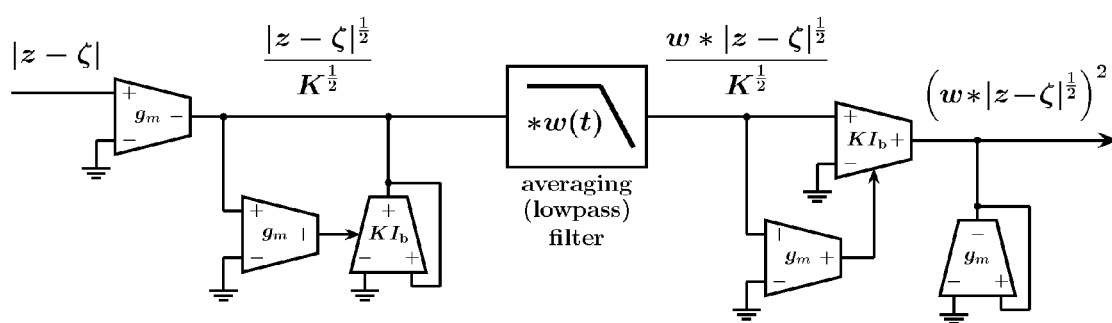 |z − ζ|
|z − ζ|^{1/2} / K^{1/2}
w * |z − ζ|^{1/2} / K^{1/2}
(w * |z − ζ|^{1/2})^2
+
g_m −
−
*w(t)
+
KI_b +
−
averaging
(lowpass)
filter
+
g_m |
−
+
KI_b
− +
|
g_m +
−
−
g_m
− +